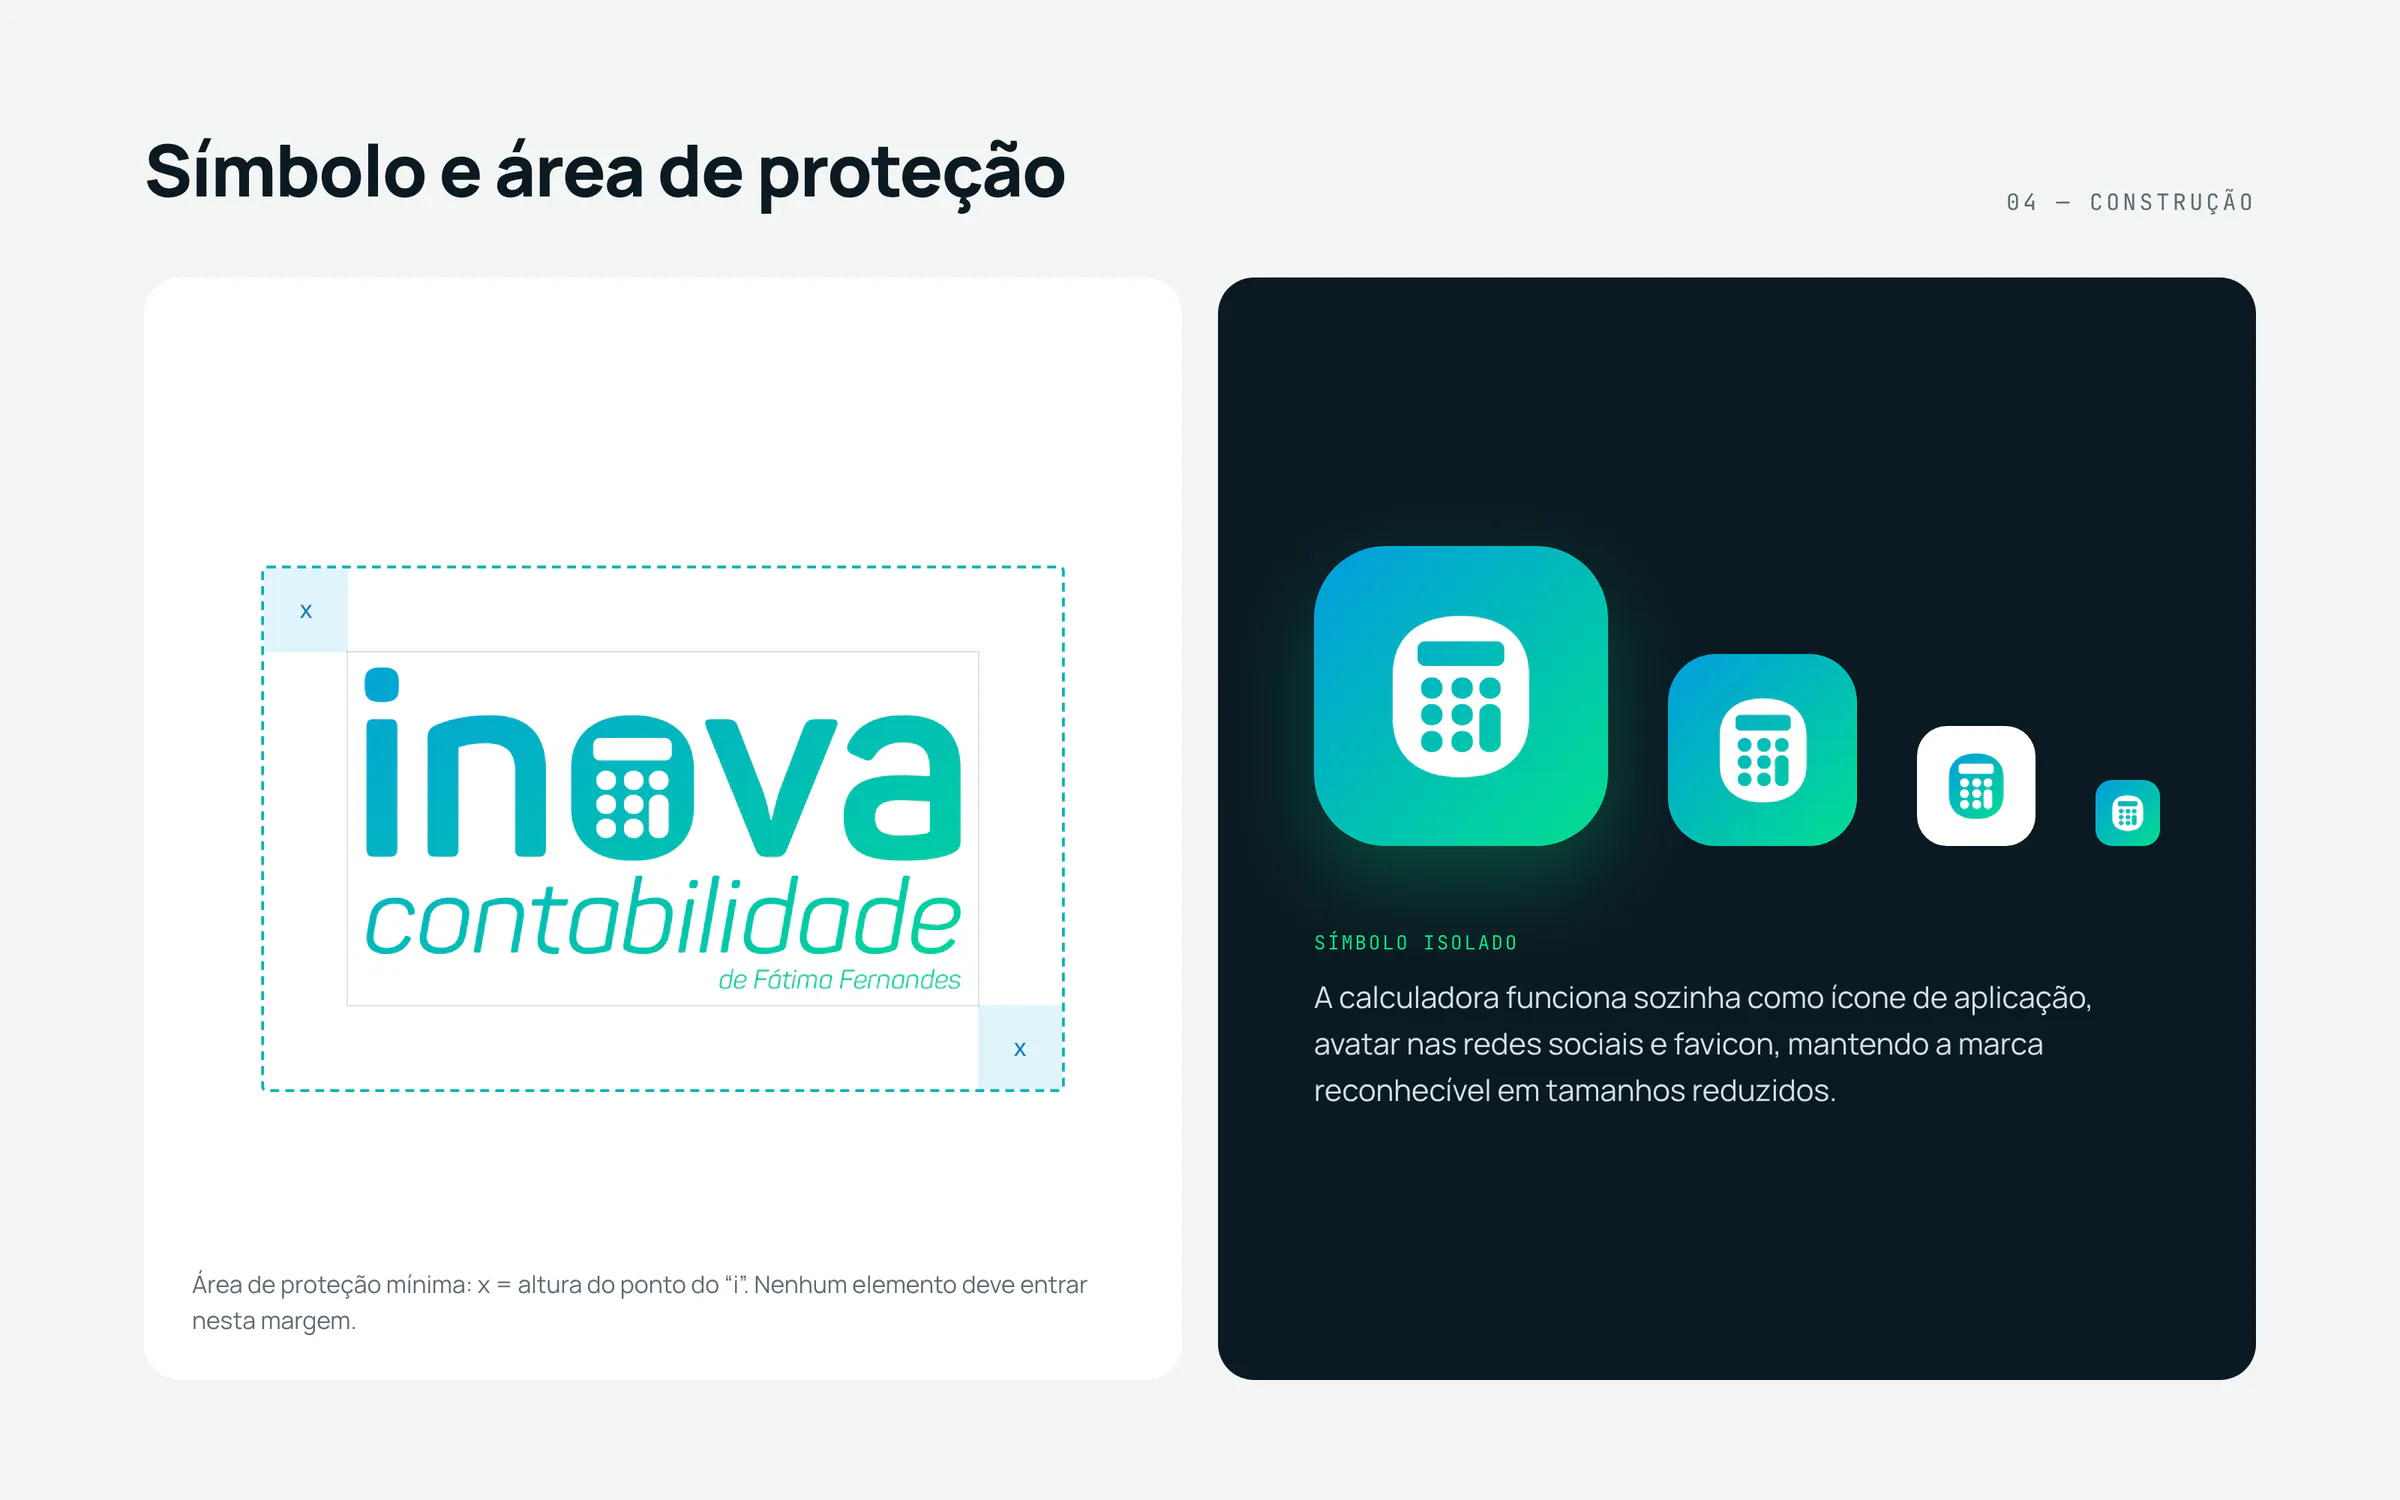 Símbolo e área de proteção
04 — CONSTRUÇÃO
x
inova
contabilidade
de Fátima Fernandes
x
Área de proteção mínima: x = altura do ponto do “i”. Nenhum elemento deve entrar
nesta margem.
SÍMBOLO ISOLADO
A calculadora funciona sozinha como ícone de aplicação,
avatar nas redes sociais e favicon, mantendo a marca
reconhecível em tamanhos reduzidos.